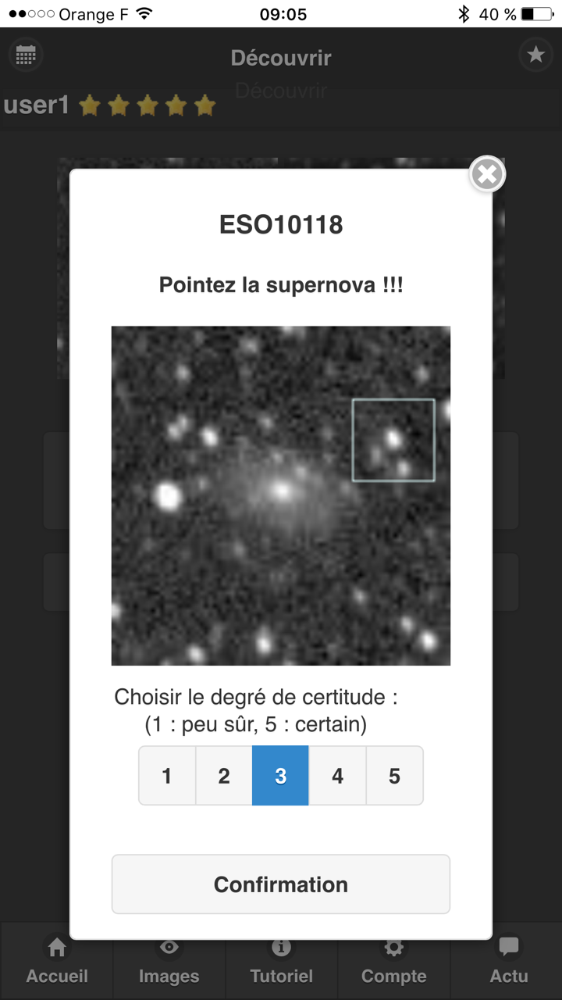 Orange F 09:05 40 %
Découvrir
Découvrir
user1
ESO10118
Pointez la supernova !!!
Choisir le degré de certitude :
(1 : peu sûr, 5 : certain)
1 2 3 4 5
Confirmation
Accueil Images Tutoriel Compte Actu